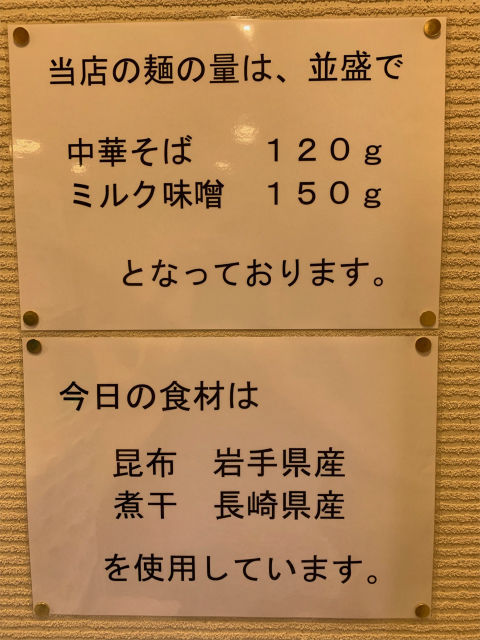 当店の麺の量は、並盛で
中華そば　　１２０ｇ
ミルク味噌　１５０ｇ
となっております。
今日の食材は
昆布　岩手県産
煮干　長崎県産
を使用しています。